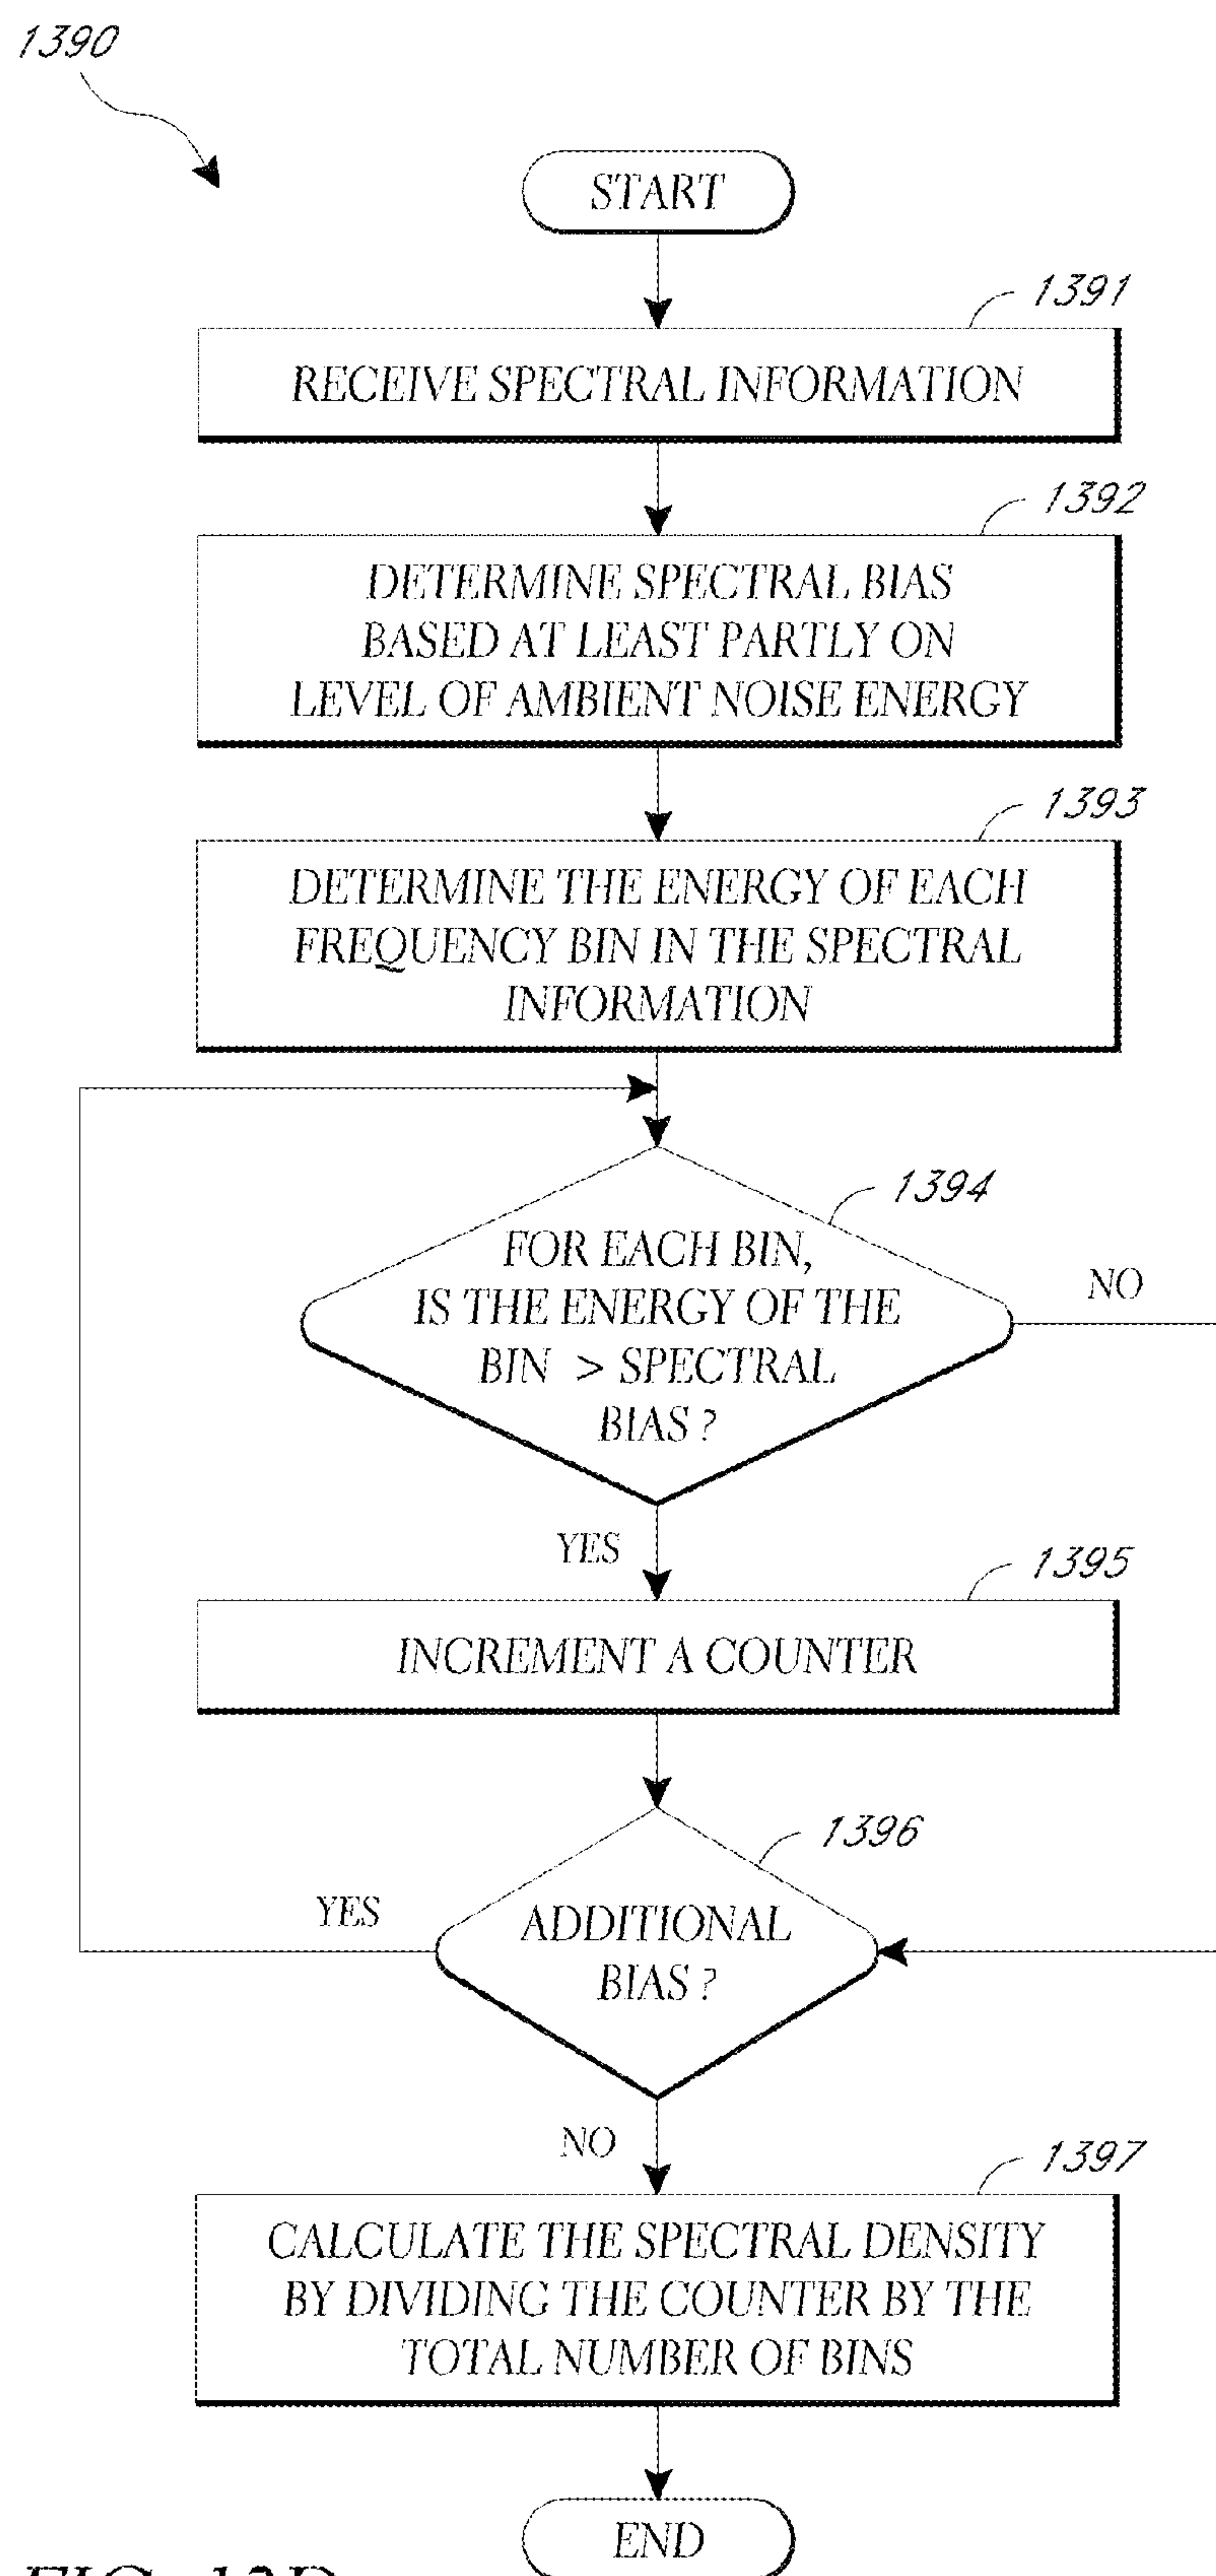 1390
START
1391
RECEIVE SPECTRAL INFORMATION
1392
DETERMINE SPECTRAL BIAS
BASED AT LEAST PARTLY ON
LEVEL OF AMBIENT NOISE ENERGY
1393
DETERMINE THE ENERGY OF EACH
FREQUENCY BIN IN THE SPECTRAL
INFORMATION
1394
FOR EACH BIN,
IS THE ENERGY OF THE
BIN > SPECTRAL
BIAS ?
NO
YES
1395
INCREMENT A COUNTER
1396
YES
ADDITIONAL
BIAS ?
NO
1397
CALCULATE THE SPECTRAL DENSITY
BY DIVIDING THE COUNTER BY THE
TOTAL NUMBER OF BINS
END